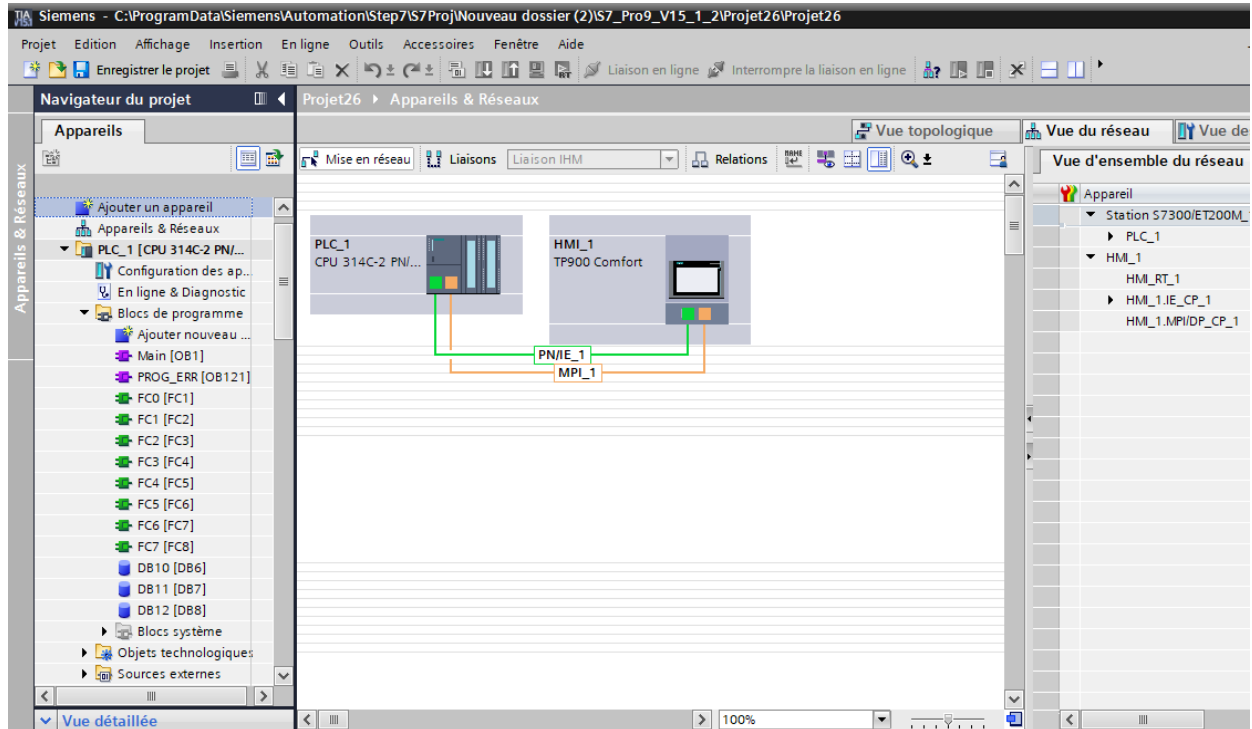 Siemens - C:\ProgramData\Siemens\Automation\Step7\S7Proj\Nouveau dossier (2)\S7_Pro9_V15_1_2\Projet26\Projet26
Projet Edition Affichage Insertion En ligne Outils Accessoires Fenêtre Aide
Enregistrer le projet Liaison en ligne Interrompre la liaison en ligne
Navigateur du projet
Projet26 Appareils & Réseaux
Appareils
Vue topologique
Vue du réseau
Vue de
Mise en réseau Liaisons Liaison IHM Relations
Vue d'ensemble du réseau
Appareils & Réseaux
Ajouter un appareil
Appareils & Réseaux
PLC_1 [CPU 314C-2 PN/...
Configuration des ap...
En ligne & Diagnostic
Blocs de programme
Ajouter nouveau ...
Main [OB1]
PROG_ERR [OB121]
FC0 [FC1]
FC1 [FC2]
FC2 [FC3]
FC3 [FC4]
FC4 [FC5]
FC5 [FC6]
FC6 [FC7]
FC7 [FC8]
DB10 [DB6]
DB11 [DB7]
DB12 [DB8]
Blocs système
Objets technologiques
Sources externes
Vue détaillée
PLC_1
CPU 314C-2 PN/...
HMI_1
TP900 Comfort
PN/IE_1
MPI_1
100%
Appareil
Station S7300/ET200M_
PLC_1
HMI_1
HMI_RT_1
HMI_1.IE_CP_1
HMI_1.MPI/DP_CP_1